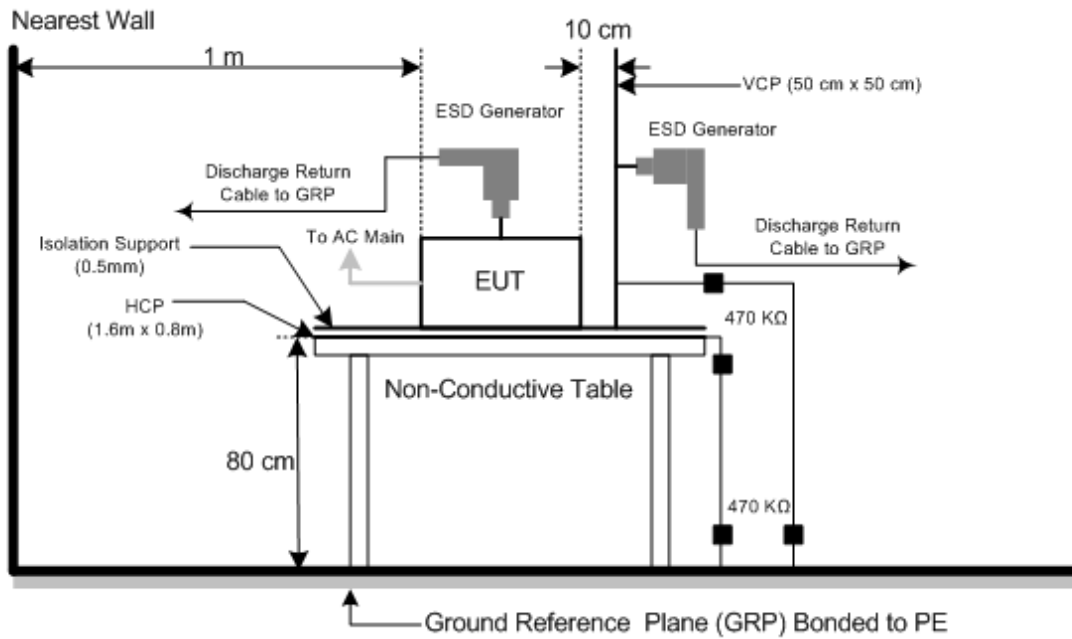 Nearest Wall
1 m
10 cm
VCP (50 cm x 50 cm)
ESD Generator
ESD Generator
Discharge Return
Cable to GRP
Discharge Return
Cable to GRP
To AC Main
Isolation Support
(0.5mm)
EUT
HCP
(1.6m x 0.8m)
470 KΩ
Non-Conductive Table
80 cm
470 KΩ
Ground Reference Plane (GRP) Bonded to PE